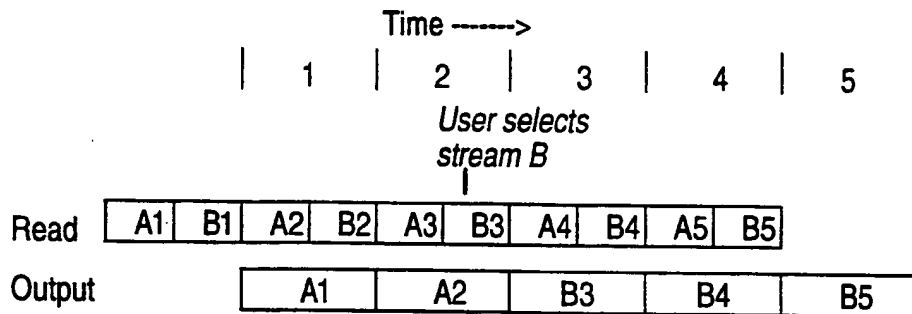 Time ------->
| 1 | 2 | 3 | 4 | 5
User selects
stream B
Read A1 B1 A2 B2 A3 B3 A4 B4 A5 B5
Output A1 A2 B3 B4 B5